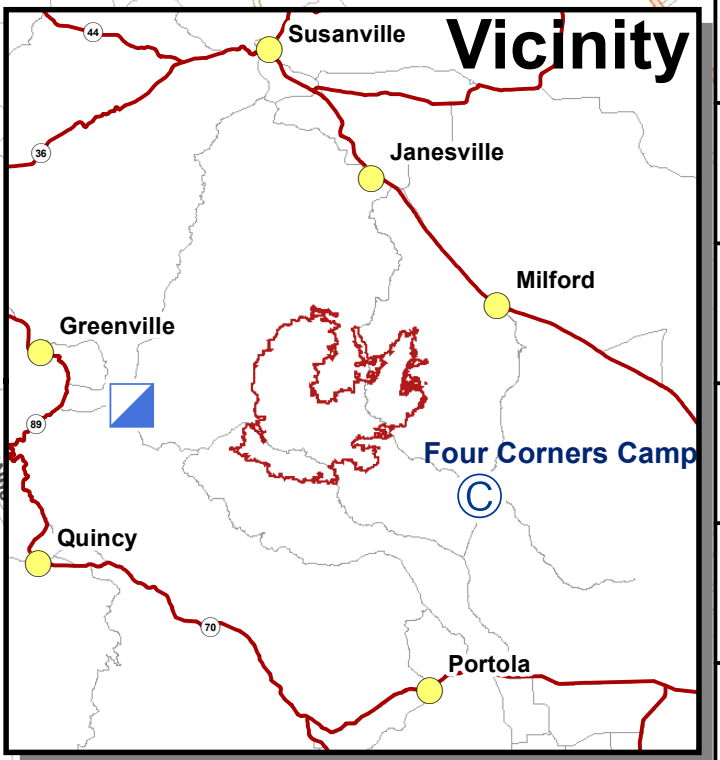 Vicinity
Susanville
44
36
Janesville
Milford
Greenville
89
Four Corners Camp
C
Quincy
70
Portola